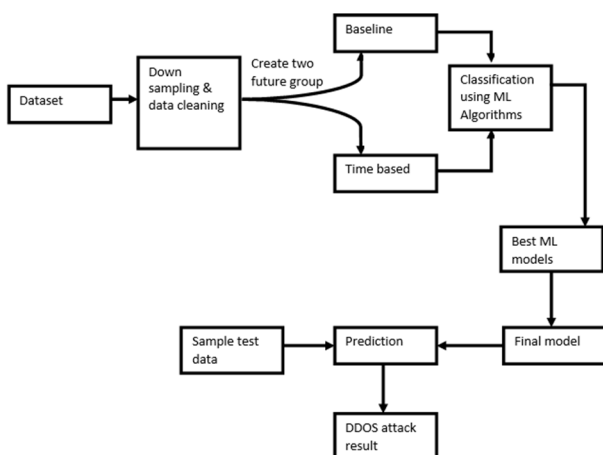 Baseline
Create two
future group
Down
sampling &
data cleaning
Dataset
Classification
using ML
Algorithms
Time based
Best ML
models
Sample test
data
Prediction
Final model
DDOS attack
result